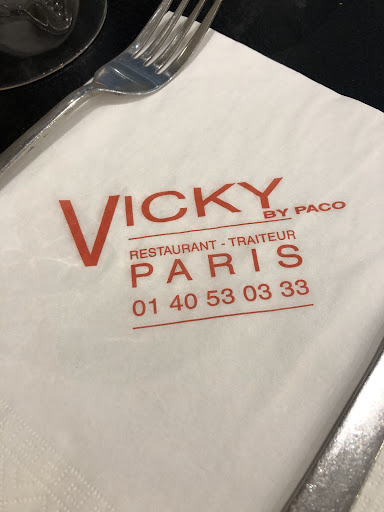 VICKY
BY PACO
RESTAURANT - TRAITEUR
PARIS
01 40 53 03 33